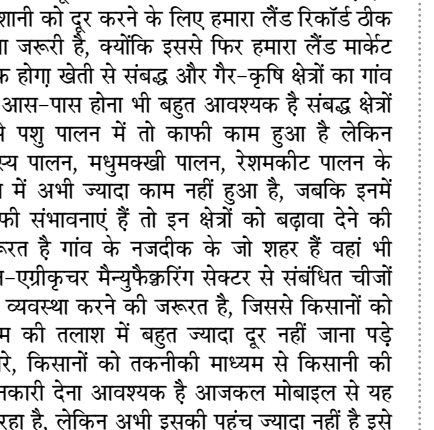 शानी को दूर करने के लिए हमारा लैंड रिकॉर्ड ठीक
ा जरूरी है, क्योंकि इससे फिर हमारा लैंड मार्केट
क होगा़ खेती से संबद्ध और गैर-कृषि क्षेत्रों का गांव
आस-पास होना भी बहुत आवश्यक है़ संबद्ध क्षेत्रों
पशु पालन में तो काफी काम हुआ है लेकिन
स्य पालन, मधुमक्खी पालन, रेशमकीट पालन के
में अभी ज्यादा काम नहीं हुआ है, जबकि इनमें
फी संभावनाएं हैं तो इन क्षेत्रों को बढ़ावा देने की
रूरत है़ गांव के नजदीक के जो शहर हैं वहां भी
न-एग्रीकृचर मैन्युफैक़्रिंग सेक्टर से संबंधित चीजों
व्यवस्था करने की जरूरत है, जिससे किसानों को
म की तलाश में बहुत ज्यादा दूर नहीं जाना पड़े़
रे, किसानों को तकनीकी माध्यम से किसानी की
नकारी देना आवश्यक है़ आजकल मोबाइल से यह
रहा है, लेकिन अभी इसकी पहुंच ज्यादा नहीं है इसे